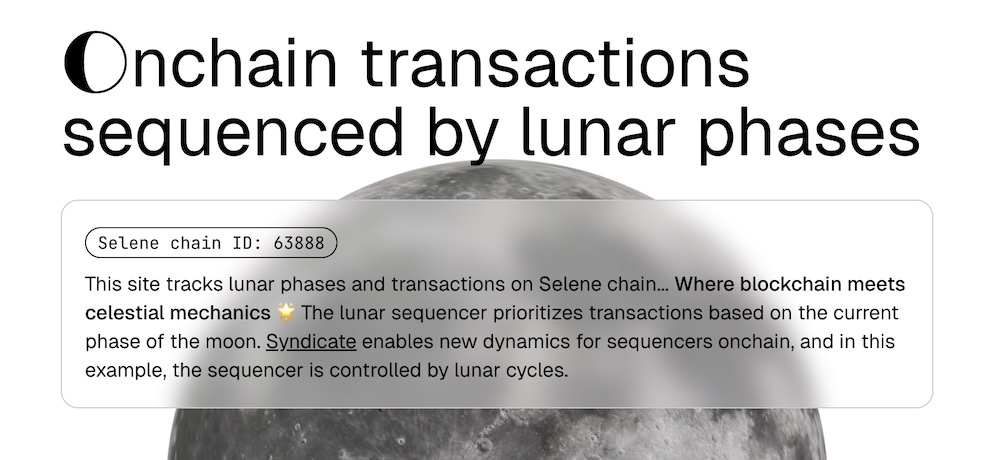 Onchain transactions
sequenced by lunar phases
Selene chain ID: 63888
This site tracks lunar phases and transactions on Selene chain... Where blockchain meets
celestial mechanics 🌟 The lunar sequencer prioritizes transactions based on the current
phase of the moon. Syndicate enables new dynamics for sequencers onchain, and in this
example, the sequencer is controlled by lunar cycles.